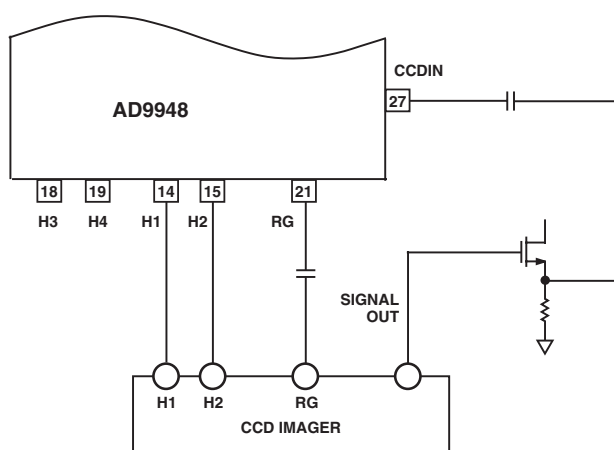 CCDIN
27
AD9948
18 19 14 15 21
H3 H4 H1 H2 RG
SIGNAL
OUT
H1 H2 RG
CCD IMAGER